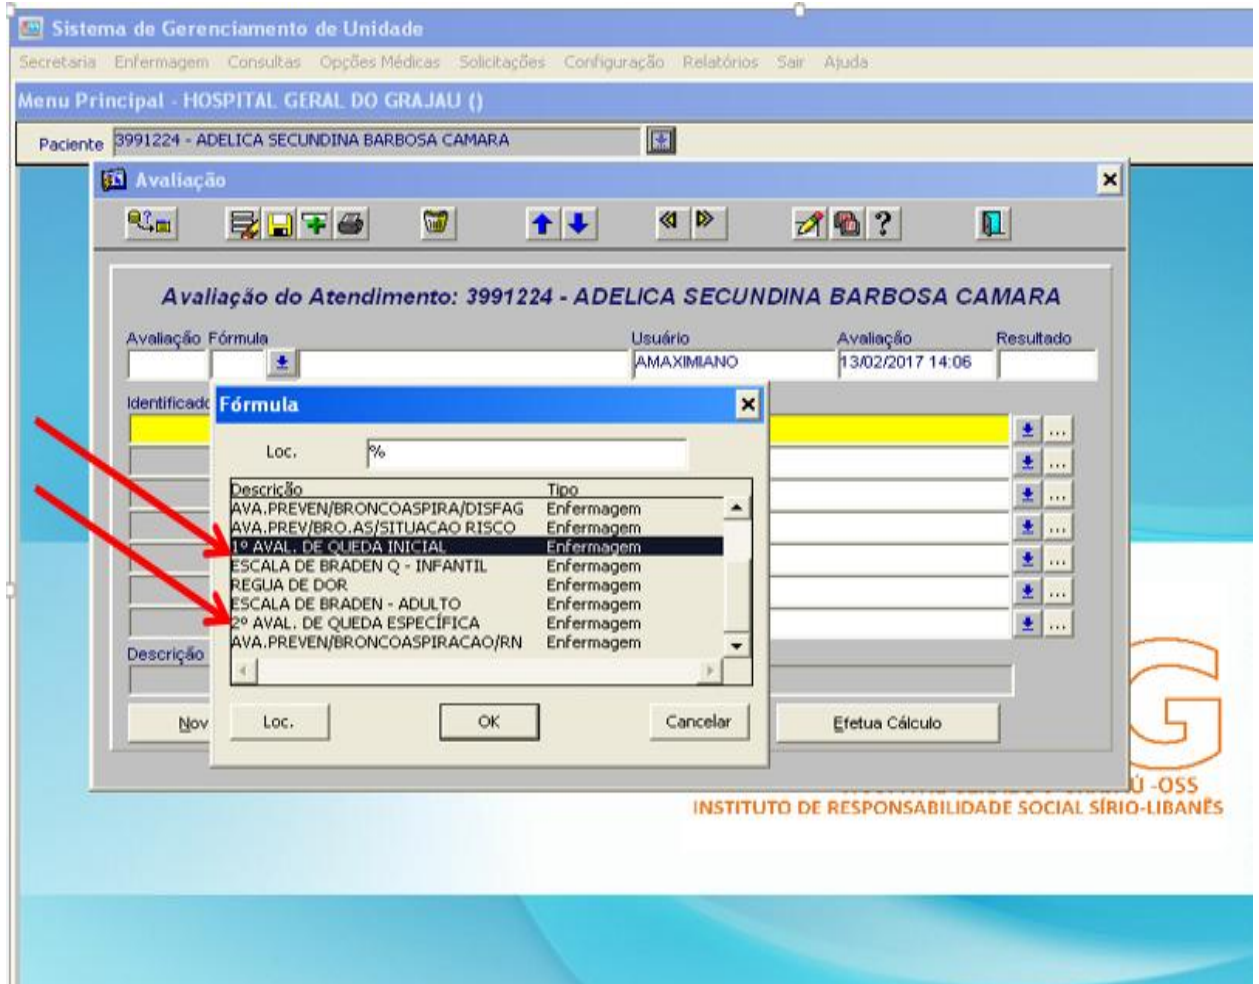 Sistema de Gerenciamento de Unidade
Secretaria Enfermagem Consultas Opções Médicas Solicitações Configuração Relatórios Sair Ajuda
Menu Principal - HOSPITAL GERAL DO GRAJAU ()
Paciente 3991224 - ADELICA SECUNDINA BARBOSA CAMARA
Avaliação
Avaliação do Atendimento: 3991224 - ADELICA SECUNDINA BARBOSA CAMARA
Avaliação Fórmula Usuário Avaliação Resultado
AMAXIMIANO 13/02/2017 14:06
Identificado
Fórmula
Loc. %
Descrição Tipo
AVA.PREVEN/BRONCOASPIRA/DISFAG Enfermagem
AVA.PREV/BRO.AS/SITUACAO RISCO Enfermagem
1º AVAL. DE QUEDA INICIAL Enfermagem
ESCALA DE BRADEN Q - INFANTIL Enfermagem
REGUA DE DOR Enfermagem
ESCALA DE BRADEN - ADULTO Enfermagem
2º AVAL. DE QUEDA ESPECÍFICA Enfermagem
AVA.PREVEN/BRONCOASPIRACAO/RN Enfermagem
Descrição
Nov Loc. OK Cancelar Efetua Cálculo
G
Ú -OSS
INSTITUTO DE RESPONSABILIDADE SOCIAL SÍRIO-LIBANÊS